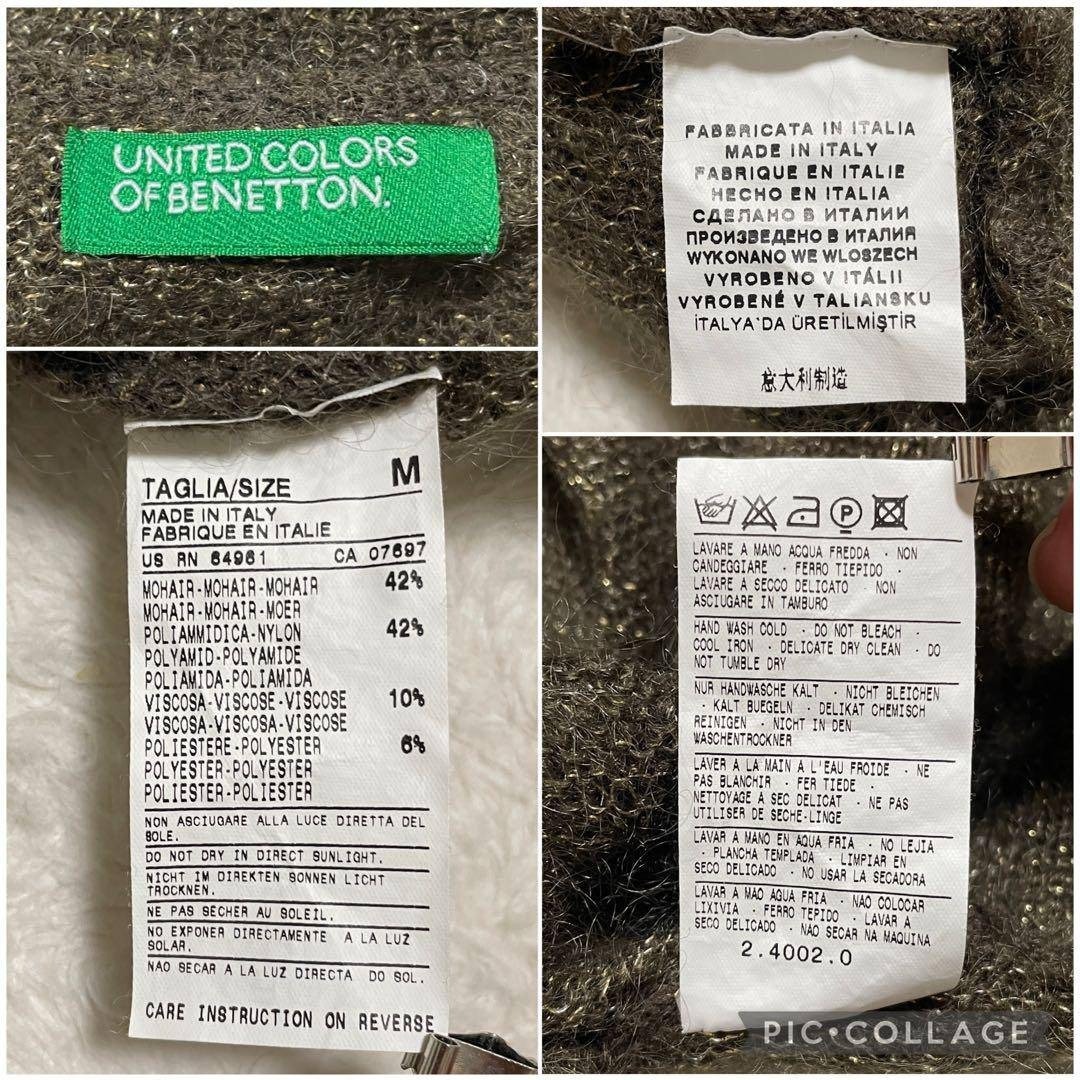 UNITED COLORS
OF BENETTON.
FABBRICATA IN ITALIA
MADE IN ITALY
FABRIQUE EN ITALIE
HECHO EN ITALIA
СДЕЛАНО В ИТАЛИИ
ПРОИЗВЕДЕНО В ИТАЛИЯ
WYKONANO WE WLOSZECH
VYROBENO V ITÁLII
VYROBENÉ V TALIANSKU
İTALYA'DA ÜRETİLMİŞTİR
意大利制造
TAGLIA/SIZE M
MADE IN ITALY
FABRIQUE EN ITALIE
US RN 64961 CA 07697
MOHAIR-MOHAIR-MOHAIR 42%
MOHAIR-MOHAIR-MOER
POLIAMMIDICA-NYLON 42%
POLYAMID-POLYAMIDE
POLIAMIDA-POLIAMIDA
VISCOSA-VISCOSE-VISCOSE 10%
VISCOSA-VISCOSA-VISCOSE
POLIESTERE-POLYESTER 6%
POLYESTER-POLYESTER
POLIESTER-POLIESTER
NON ASCIUGARE ALLA LUCE DIRETTA DEL
SOLE.
DO NOT DRY IN DIRECT SUNLIGHT.
NICHT IM DIREKTEN SONNEN LICHT
TROCKNEN.
NE PAS SECHER AU SOLEIL.
NO EXPONER DIRECTAMENTE A LA LUZ
SOLAR.
NAO SECAR A LA LUZ DIRECTA DO SOL.
CARE INSTRUCTION ON REVERSE
P
LAVARE A MANO ACQUA FREDDA · NON
CANDEGGIARE · FERRO TIEPIDO ·
LAVARE A SECCO DELICATO · NON
ASCIUGARE IN TAMBURO
HAND WASH COLD · DO NOT BLEACH ·
COOL IRON · DELICATE DRY CLEAN · DO
NOT TUMBLE DRY
NUR HANDWASCHE KALT · NICHT BLEICHEN
· KALT BUEGELN · DELIKAT CHEMISCH
REINIGEN · NICHT IN DEN
WASCHENTROCKNER
LAVER A LA MAIN A L'EAU FROIDE · NE
PAS BLANCHIR · FER TIEDE ·
NETTOYAGE A SEC DELICAT · NE PAS
UTILISER DE SECHE-LINGE
LAVAR A MANO EN AQUA FRIA · NO LEJIA
· PLANCHA TEMPLADA · LIMPIAR EN
SECO DELICADO · NO USAR LA SECADORA
LAVAR A MAO AGUA FRIA · NÃO COLOCAR
LIXIVIA · FERRO TEPIDO · LAVAR A
SECO DELICADO · NÃO SECAR NA MAQUINA
2.4002.0
PIC·COLLAGE